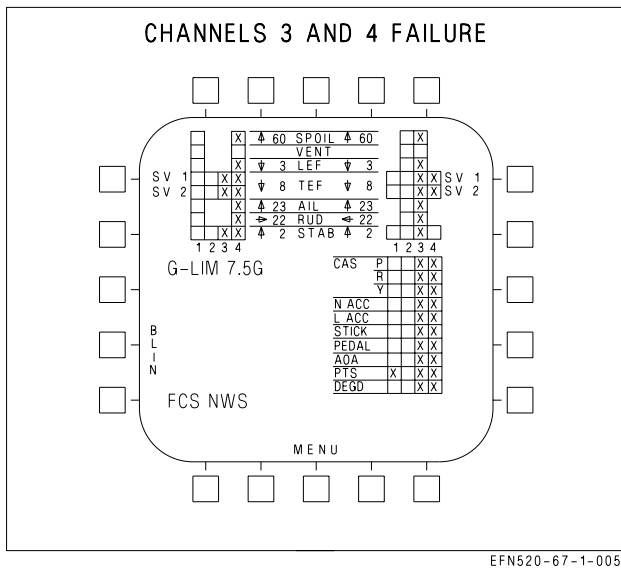 CHANNELS 3 AND 4 FAILURE
X 60 SPOIL 60 X
VENT
X 3 LEF 3 X
SV 1 X X 8 TEF 8 X X SV 1
SV 2 X X X X SV 2
X 23 AIL 23 X
X 22 RUD 22 X
X X 2 STAB 2 X
1 2 3 4 1 2 3 4
G-LIM 7.5G
CAS P X X
R X X
Y X X
N ACC X X
L ACC X X
STICK X X
PEDAL X X
AOA X X
PTS X X X
DEGD X X
BLIN
FCS NWS
MENU
EFN520-67-1-005